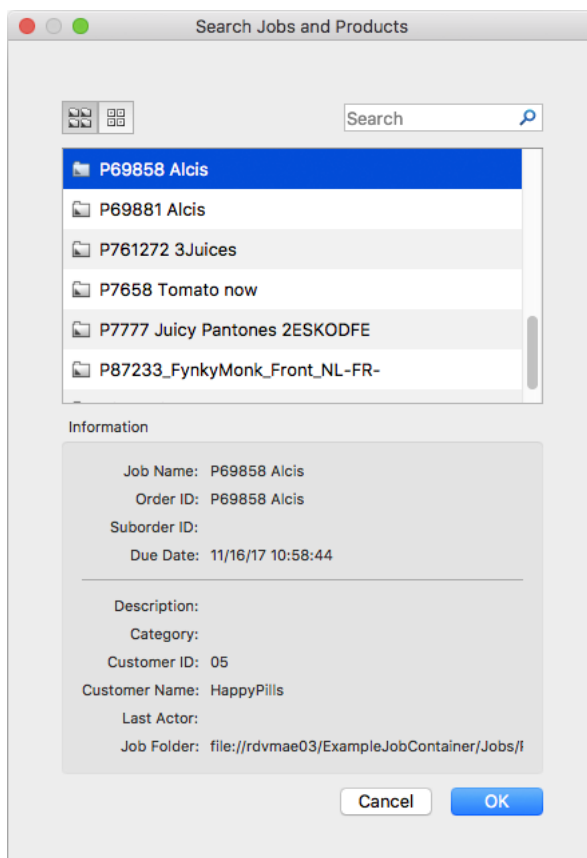 Search Jobs and Products
Search
P69858 Alcis
P69881 Alcis
P761272 3Juices
P7658 Tomato now
P7777 Juicy Pantones 2ESKODFE
P87233_FynkyMonk_Front_NL-FR-
Information
Job Name: P69858 Alcis
Order ID: P69858 Alcis
Suborder ID:
Due Date: 11/16/17 10:58:44
Description:
Category:
Customer ID: 05
Customer Name: HappyPills
Last Actor:
Job Folder: file://rdvmae03/ExampleJobContainer/Jobs/
Cancel OK